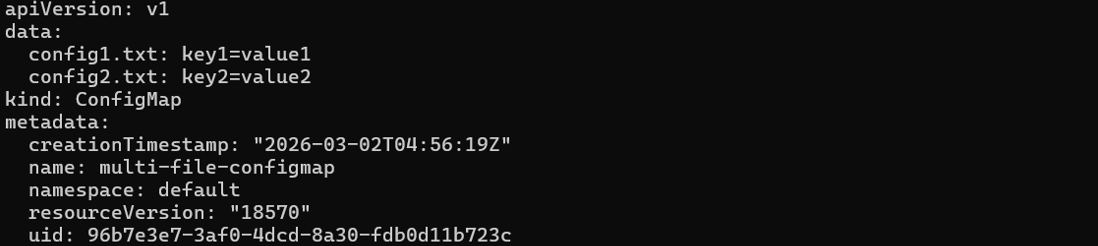 apiVersion: v1
data:
  config1.txt: key1=value1
  config2.txt: key2=value2
kind: ConfigMap
metadata:
  creationTimestamp: "2026-03-02T04:56:19Z"
  name: multi-file-configmap
  namespace: default
  resourceVersion: "18570"
  uid: 96b7e3e7-3af0-4dcd-8a30-fdb0d11b723c